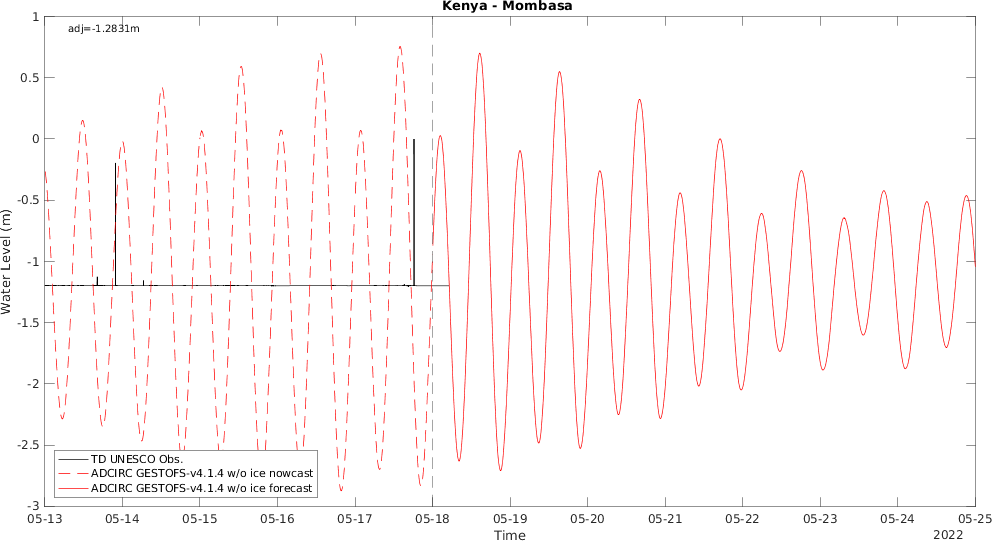 Kenya - Mombasa
adj=-1.2831m
1
0.5
0
-0.5
-1
-1.5
-2
-2.5
-3
Water Level (m)
TD UNESCO Obs.
ADCIRC GESTOFS-v4.1.4 w/o ice nowcast
ADCIRC GESTOFS-v4.1.4 w/o ice forecast
05-13 05-14 05-15 05-16 05-17 05-18 05-19 05-20 05-21 05-22 05-23 05-24 05-25
Time
2022